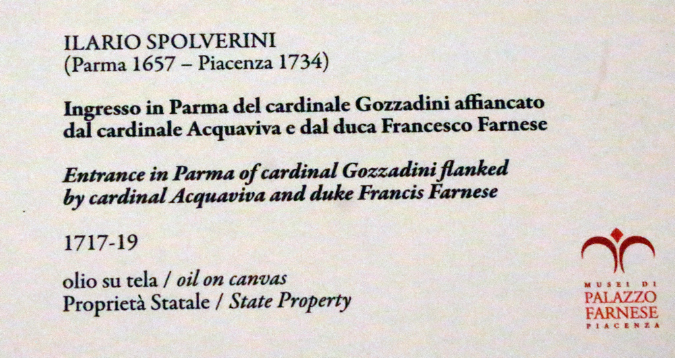 ILARIO SPOLVERINI
(Parma 1657 – Piacenza 1734)
Ingresso in Parma del cardinale Gozzadini affiancato
dal cardinale Acquaviva e dal duca Francesco Farnese
Entrance in Parma of cardinal Gozzadini flanked
by cardinal Acquaviva and duke Francis Farnese
1717-19
olio su tela / oil on canvas
Proprietà Statale / State Property
MUSEI DI
PALAZZO
FARNESE
PIACENZA